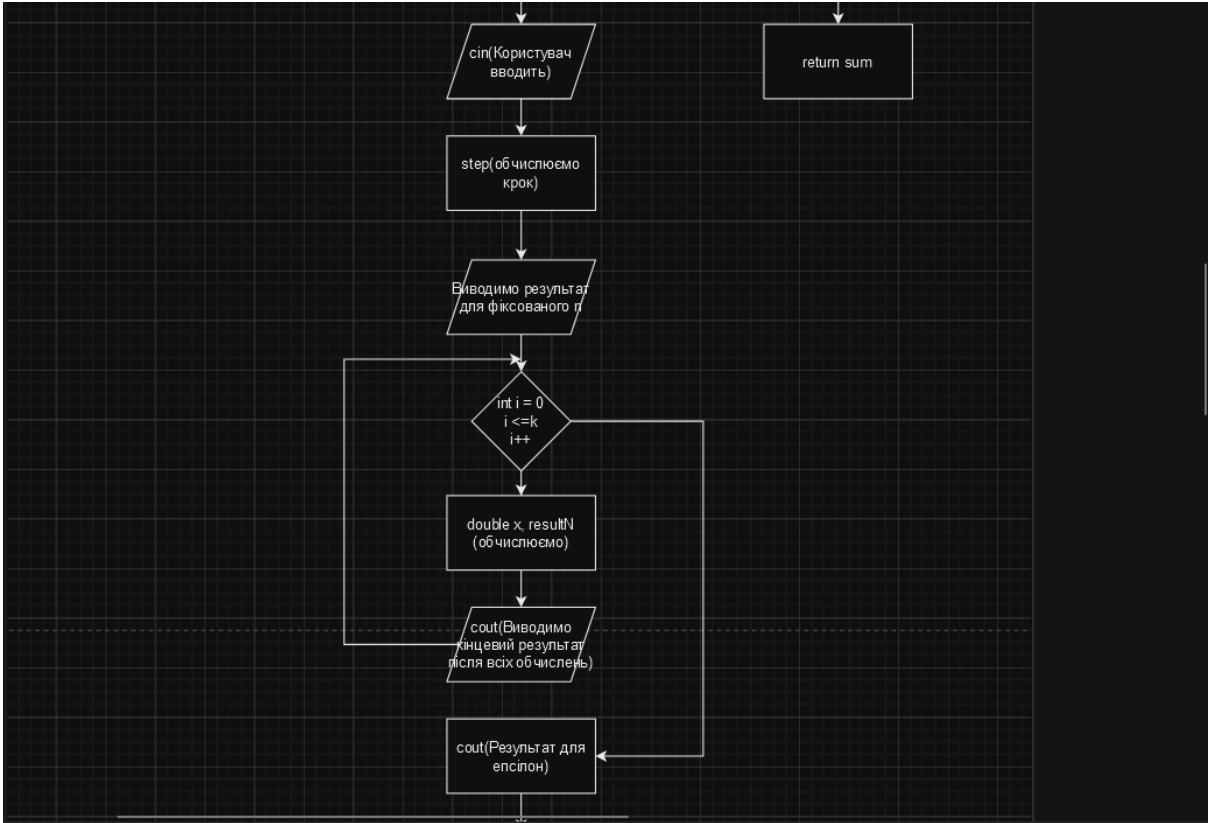 cin(Користувач
вводить)
return sum
step(обчислюємо
крок)
Виводимо результат
для фіксованого n
int i = 0
i <=k
i++
double x, resultN
(обчислюємо)
cout(Виводимо
кінцевий результат
після всіх обчислень)
cout(Результат для
епсілон)